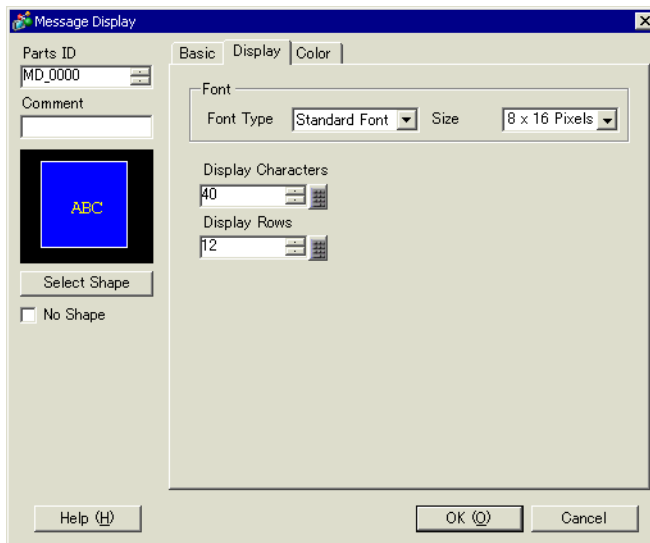 Message Display
Parts ID
MD_0000
Comment
ABC
Select Shape
No Shape
Basic
Display
Color
Font
Font Type
Standard Font
Size
8 x 16 Pixels
Display Characters
40
Display Rows
12
Help (H)
OK (O)
Cancel